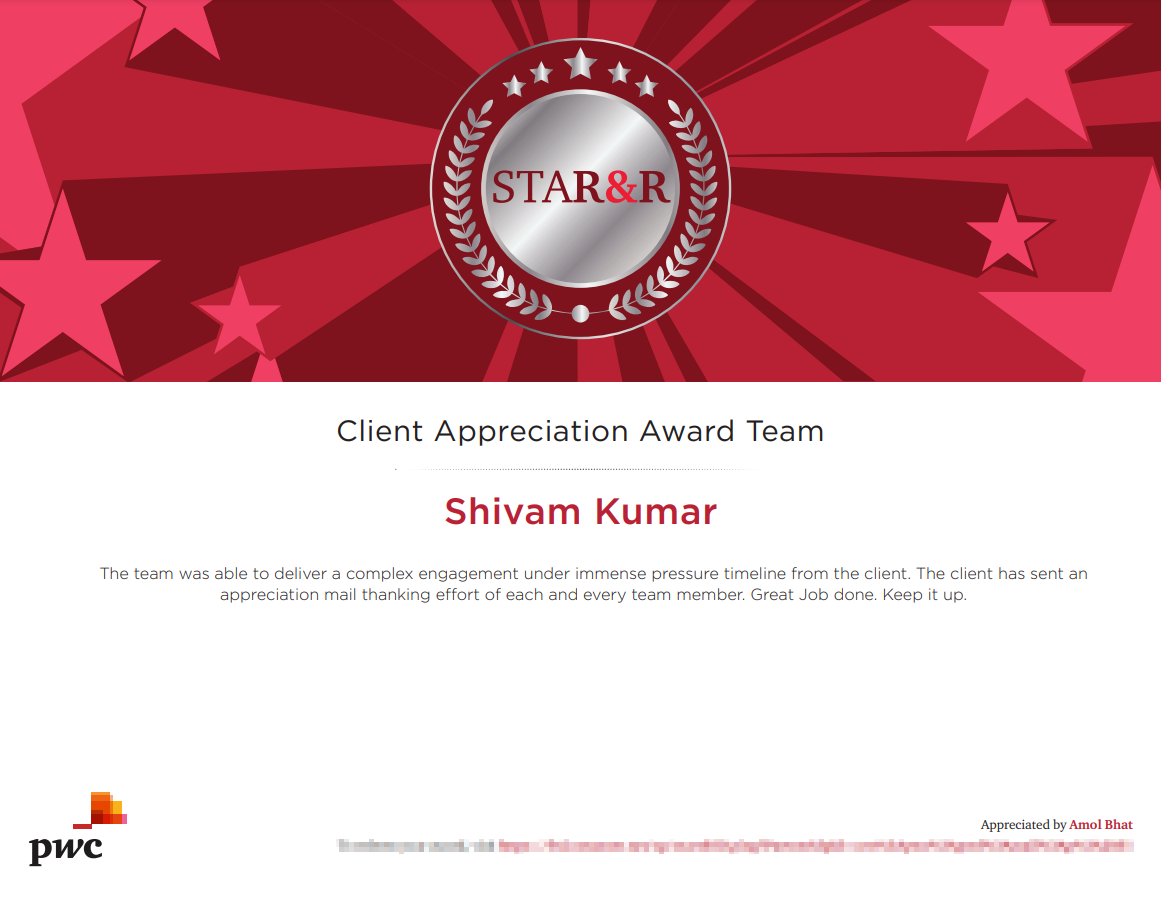 STAR&R
Client Appreciation Award Team
Shivam Kumar
The team was able to deliver a complex engagement under immense pressure timeline from the client. The client has sent an
appreciation mail thanking effort of each and every team member. Great Job done. Keep it up.
pwc
Appreciated by Amol Bhat